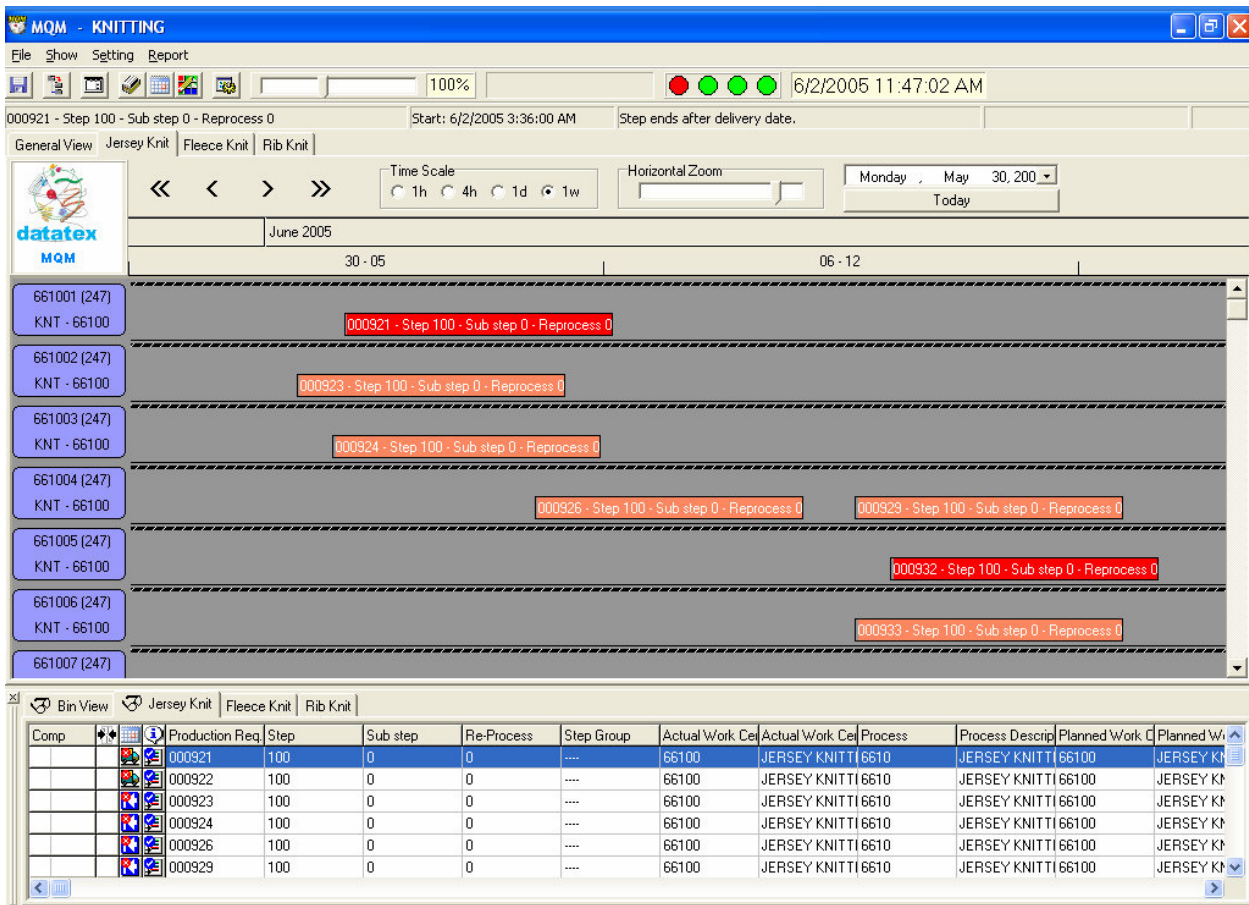 MQM - KNITTING
File Show Setting Report
100% 6/2/2005 11:47:02 AM
000921 - Step 100 - Sub step 0 - Reprocess 0 Start: 6/2/2005 3:36:00 AM Step ends after delivery date.
General View Jersey Knit Fleece Knit Rib Knit
Time Scale Horizontal Zoom
1h 4h 1d 1w
Monday , May 30, 200
Today
datatex
MQM
June 2005
30 - 05 06 - 12
661001 (247)
KNT - 66100
000921 - Step 100 - Sub step 0 - Reprocess 0
661002 (247)
KNT - 66100
000923 - Step 100 - Sub step 0 - Reprocess 0
661003 (247)
KNT - 66100
000924 - Step 100 - Sub step 0 - Reprocess 0
661004 (247)
KNT - 66100
000926 - Step 100 - Sub step 0 - Reprocess 0 000929 - Step 100 - Sub step 0 - Reprocess 0
661005 (247)
KNT - 66100
000932 - Step 100 - Sub step 0 - Reprocess 0
661006 (247)
KNT - 66100
000933 - Step 100 - Sub step 0 - Reprocess 0
661007 (247)
Bin View Jersey Knit Fleece Knit Rib Knit
Comp Production Req. Step Sub step Re-Process Step Group Actual Work Cen Actual Work Cen Process Process Descrip Planned Work C Planned W
000921 100 0 0 ---- 66100 JERSEY KNITTI 6610 JERSEY KNITTI 66100 JERSEY KN
000922 100 0 0 ---- 66100 JERSEY KNITTI 6610 JERSEY KNITTI 66100 JERSEY KN
000923 100 0 0 ---- 66100 JERSEY KNITTI 6610 JERSEY KNITTI 66100 JERSEY KN
000924 100 0 0 ---- 66100 JERSEY KNITTI 6610 JERSEY KNITTI 66100 JERSEY KN
000926 100 0 0 ---- 66100 JERSEY KNITTI 6610 JERSEY KNITTI 66100 JERSEY KN
000929 100 0 0 ---- 66100 JERSEY KNITTI 6610 JERSEY KNITTI 66100 JERSEY KN